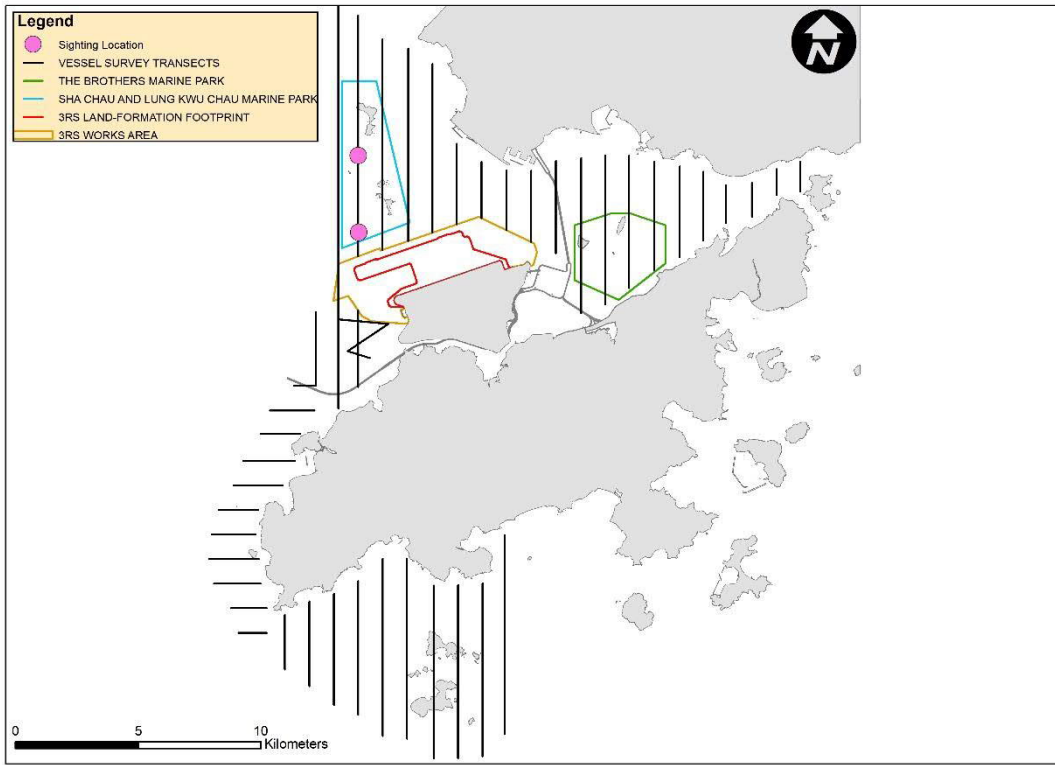 Legend
Sighting Location
VESSEL SURVEY TRANSECTS
THE BROTHERS MARINE PARK
SHA CHAU AND LUNG KWU CHAU MARINE PARK
3RS LAND-FORMATION FOOTPRINT
3RS WORKS AREA
N
0 5 10
Kilometers